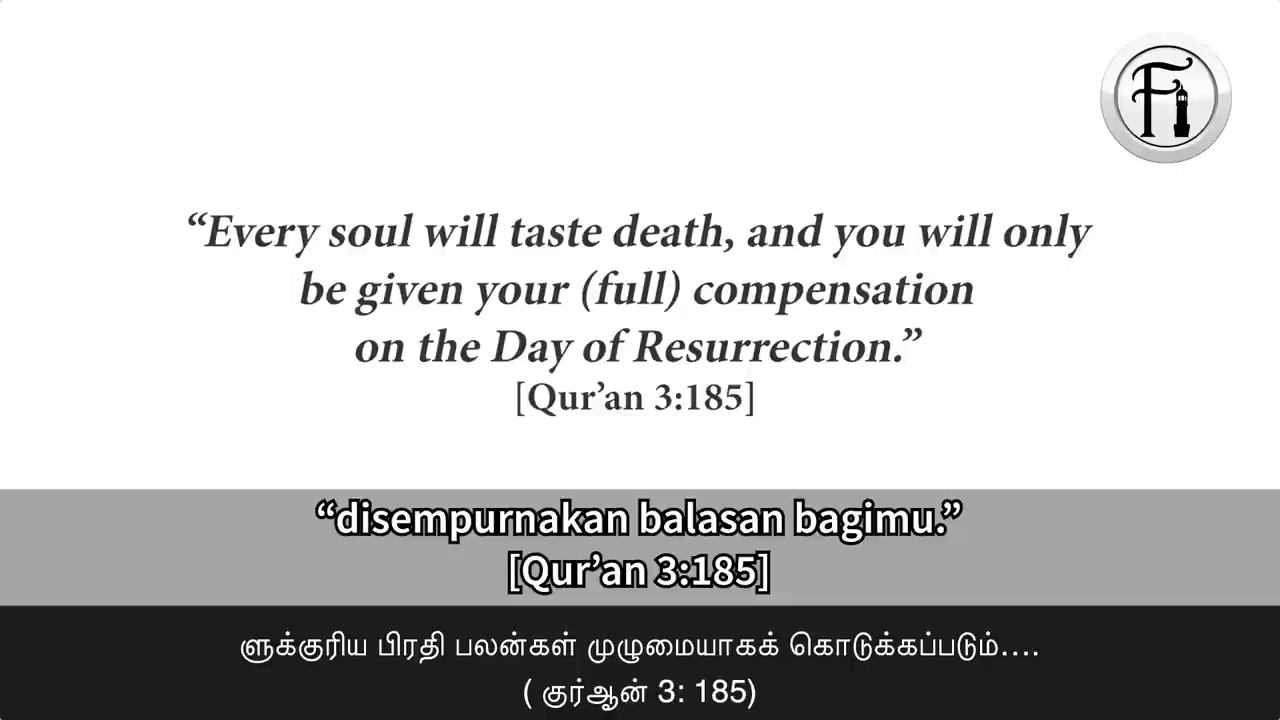 Fi
“Every soul will taste death, and you will only
be given your (full) compensation
on the Day of Resurrection.”
[Qur’an 3:185]
“disempurnakan balasan bagimu.”
[Qur’an 3:185]
ளுக்குரிய பிரதி பலன்கள் முழுமையாகக் கொடுக்கப்படும்....
( குர்ஆன் 3: 185)